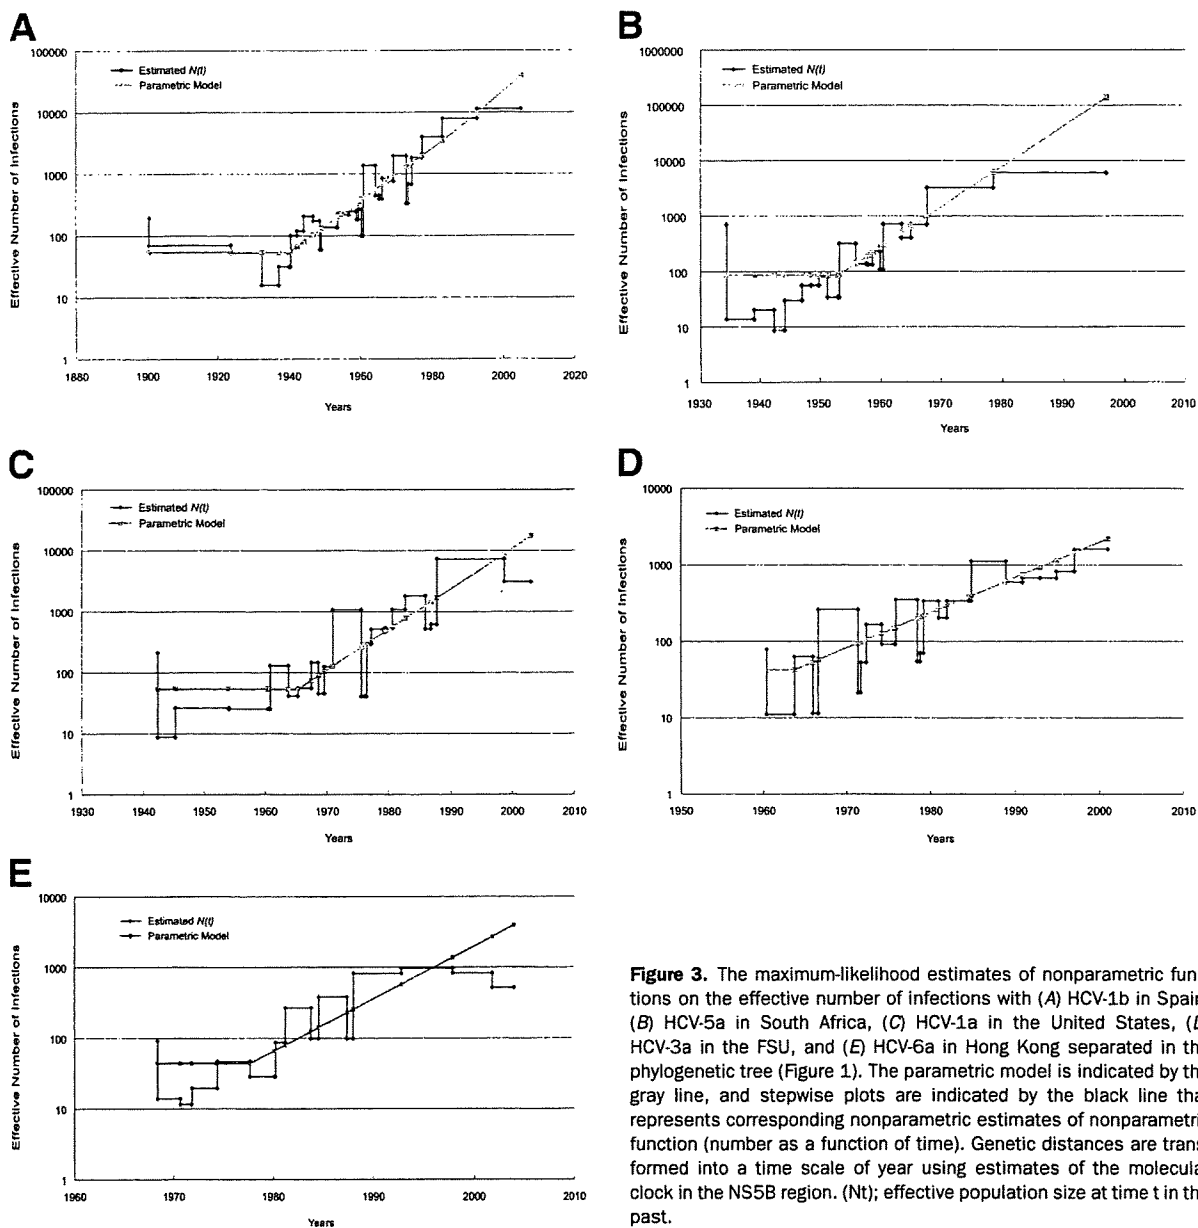 A
100000
10000
1000
100
10
1
Effective Number of Infections
Estimated N(t)
Parametric Model
1880
1900
1920
1940
1960
1980
2000
2020
Years
B
1000000
100000
10000
1000
100
10
1
Effective Number of Infections
Estimated N(t)
Parametric Model
1930
1940
1950
1960
1970
1980
1990
2000
2010
Years
C
100000
10000
1000
100
10
1
Effective Number of Infections
Estimated N(t)
Parametric Model
1930
1940
1950
1960
1970
1980
1990
2000
2010
Years
D
10000
1000
100
10
1
Effective Number of Infections
Estimated N(t)
Parametric Model
1950
1960
1970
1980
1990
2000
2010
Years
E
10000
1000
100
10
1
Effective Number of Infections
Estimated N(t)
Parametric Model
1960
1970
1980
1990
2000
2010
Years
Figure 3. The maximum-likelihood estimates of nonparametric func-
tions on the effective number of infections with (A) HCV-1b in Spain
(B) HCV-5a in South Africa, (C) HCV-1a in the United States, (D
HCV-3a in the FSU, and (E) HCV-6a in Hong Kong separated in th
phylogenetic tree (Figure 1). The parametric model is indicated by th
gray line, and stepwise plots are indicated by the black line tha
represents corresponding nonparametric estimates of nonparametri
function (number as a function of time). Genetic distances are trans
formed into a time scale of year using estimates of the molecula
clock in the NS5B region. (Nt); effective population size at time t in th
past.